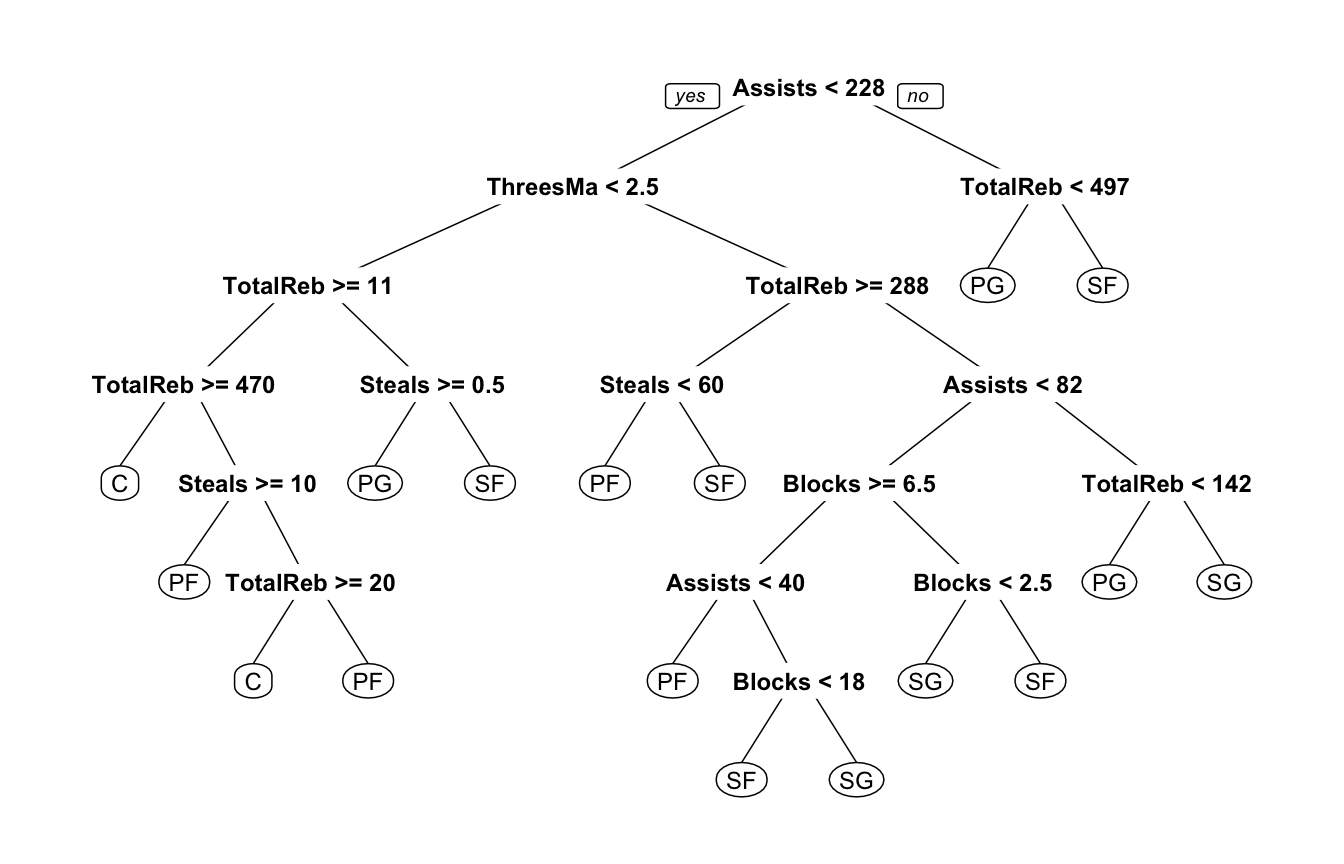 yes Assists < 228 no
ThreesMa < 2.5 TotalReb < 497
TotalReb >= 11 TotalReb >= 288 PG SF
TotalReb >= 470 Steals >= 0.5 Steals < 60 Assists < 82
C Steals >= 10 PG SF PF SF Blocks >= 6.5 TotalReb < 142
PF TotalReb >= 20 Assists < 40 Blocks < 2.5 PG SG
C PF PF Blocks < 18 SG SF
SF SG